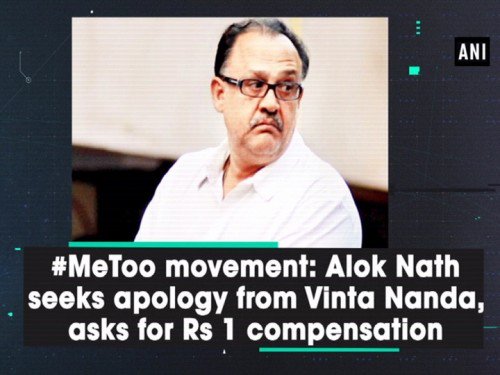 ANI
#MeToo movement: Alok Nath
seeks apology from Vinta Nanda,
asks for Rs 1 compensation